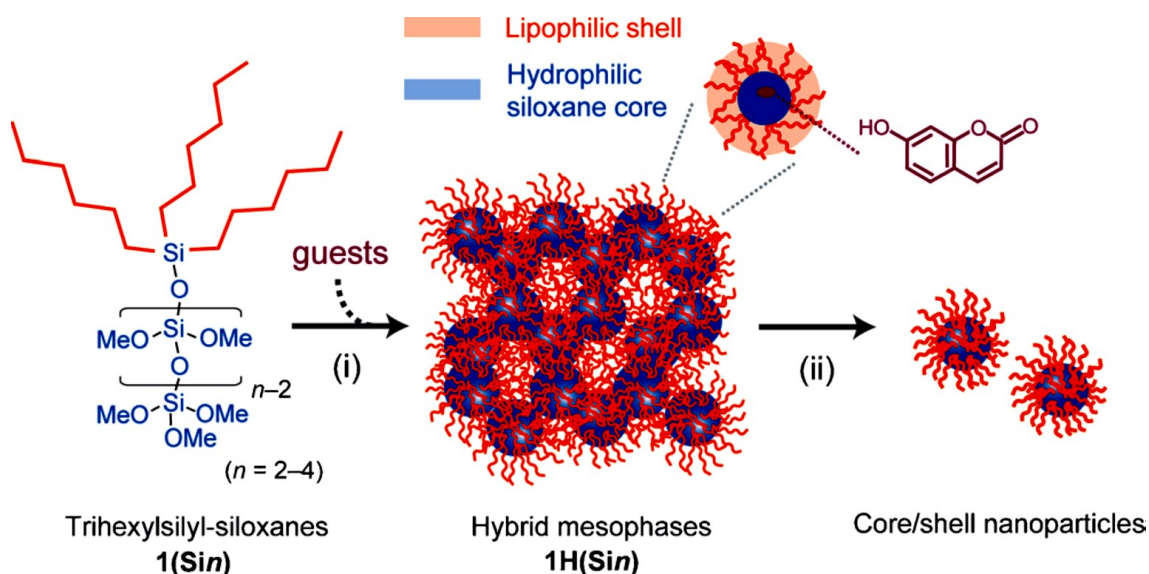 Lipophilic shell
Hydrophilic
siloxane core
HO
O
O
Si
O
Si
MeO
OMe
O
n–2
Si
MeO
OMe
OMe
(n = 2–4)
guests
(i)
(ii)
Trihexylsilyl-siloxanes
1(Sin)
Hybrid mesophases
1H(Sin)
Core/shell nanoparticles